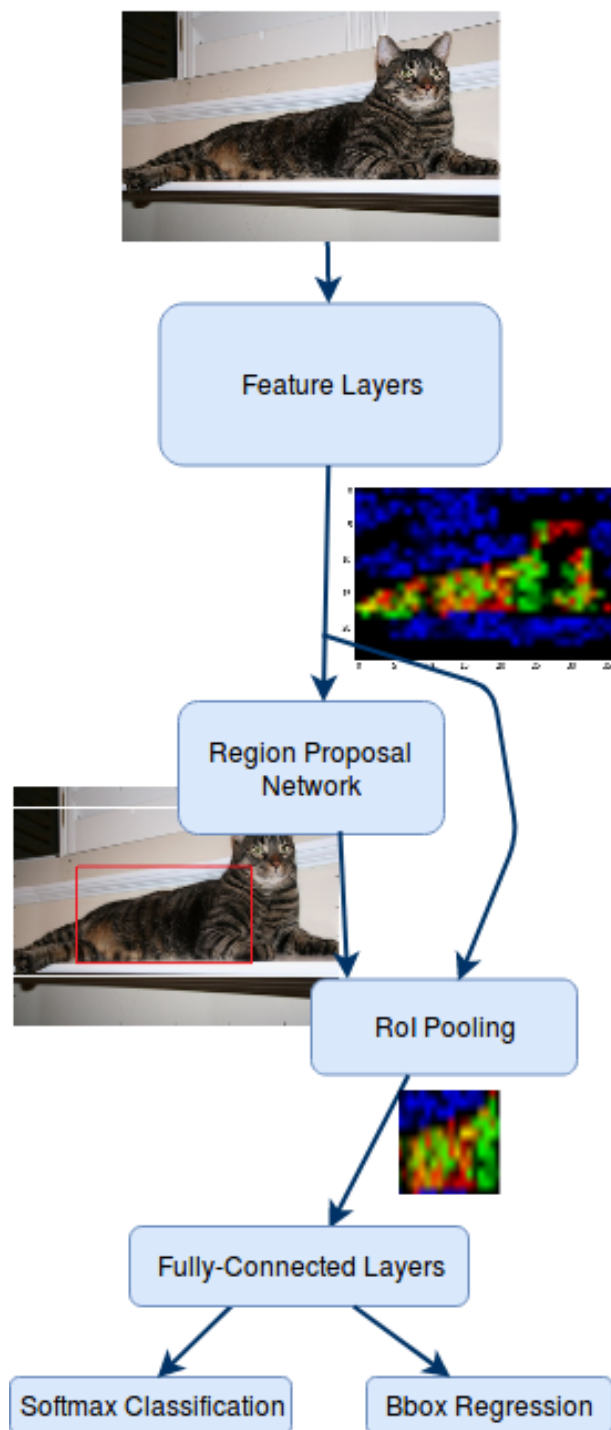 Feature Layers
Region Proposal
Network
RoI Pooling
Fully-Connected Layers
Softmax Classification
Bbox Regression